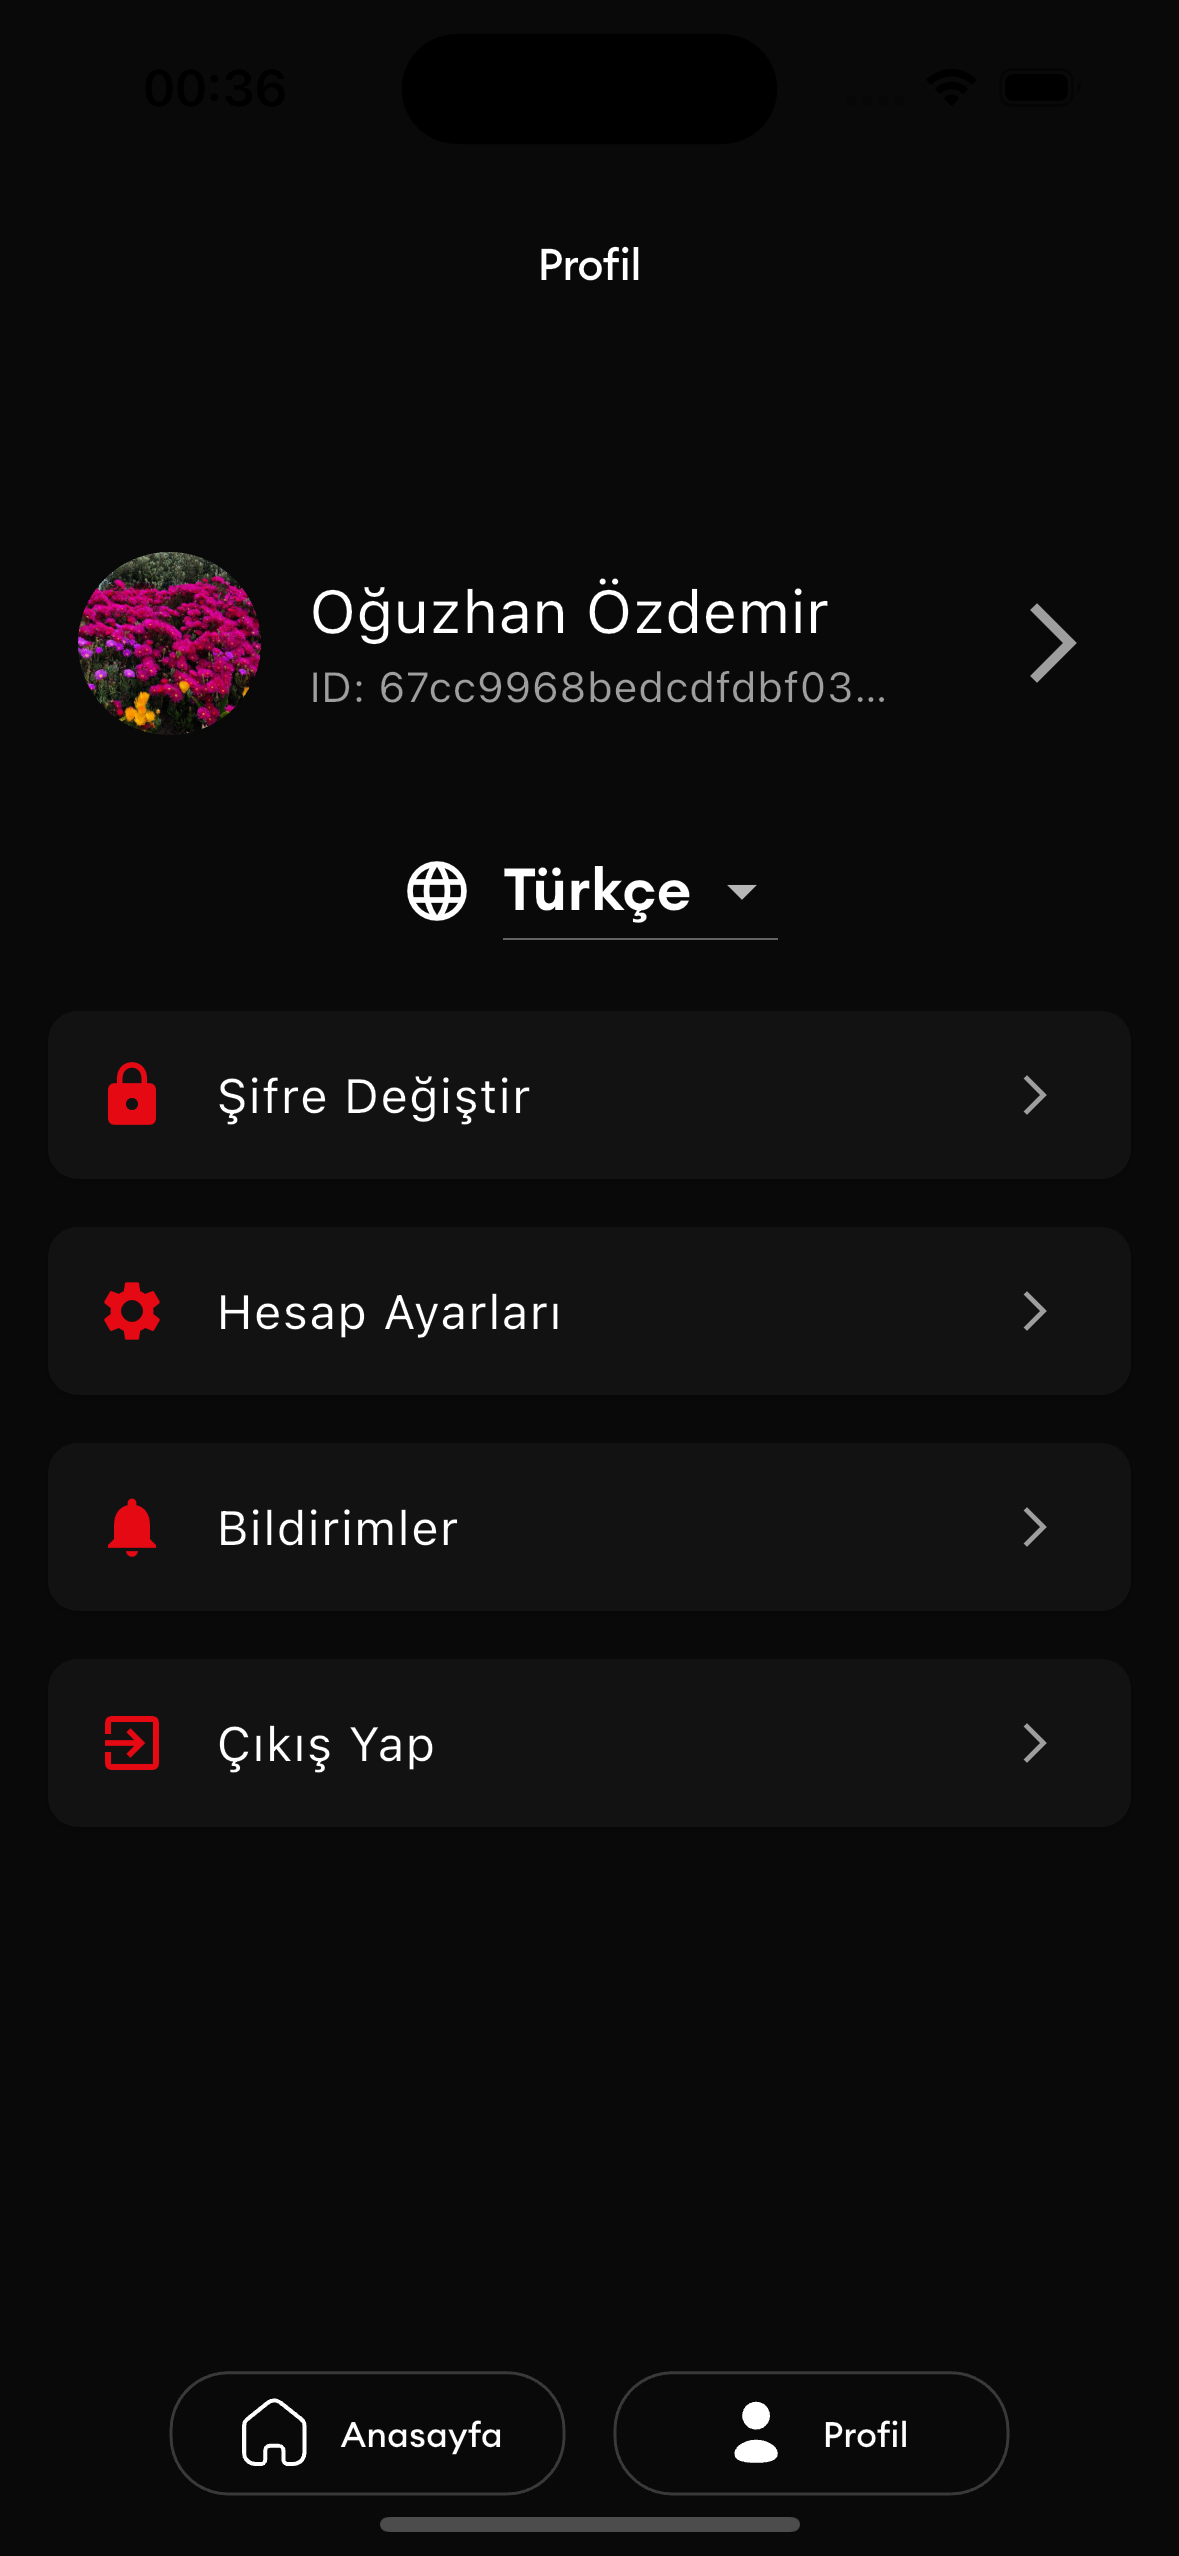 00:36
Profil
Oğuzhan Özdemir
ID: 67cc9968bedcdfdbf03...
Türkçe
Şifre Değiştir
Hesap Ayarları
Bildirimler
Çıkış Yap
Anasayfa
Profil